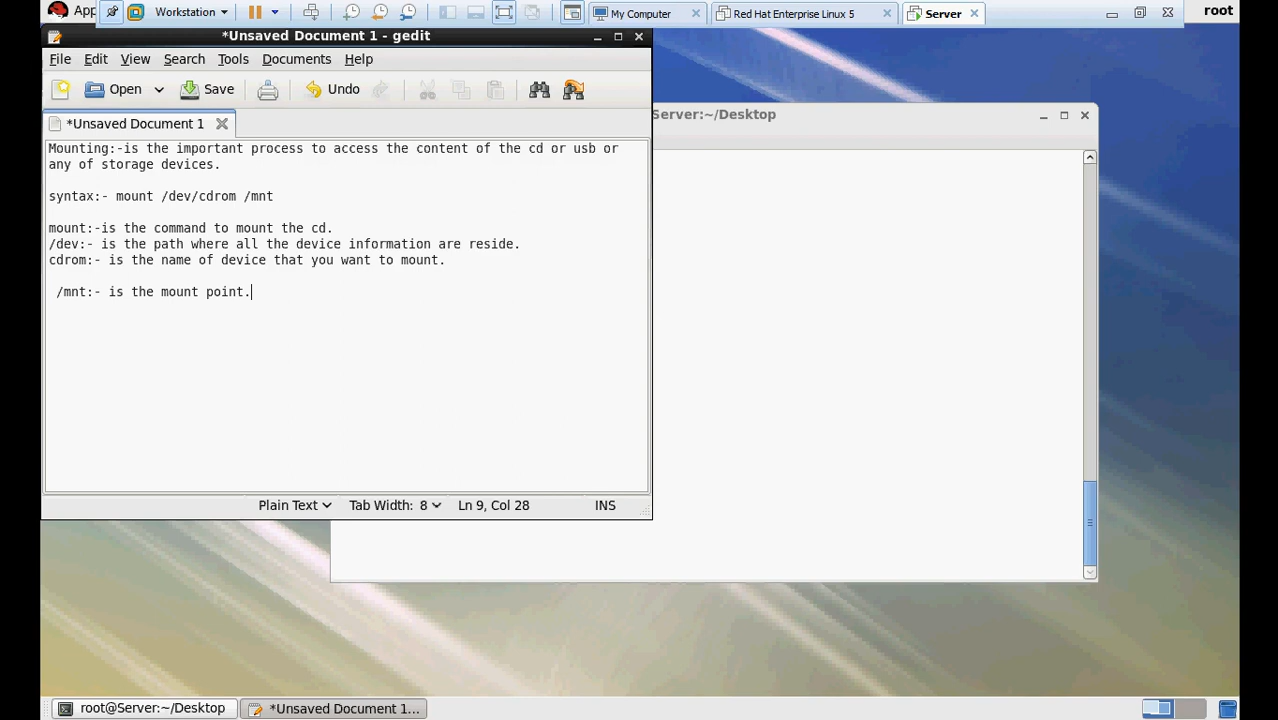 App
Workstation
My Computer
Red Hat Enterprise Linux 5
Server
root
*Unsaved Document 1 - gedit
File Edit View Search Tools Documents Help
Open Save Undo
*Unsaved Document 1
Server:~/Desktop
Mounting:-is the important process to access the content of the cd or usb or
any of storage devices.
syntax:- mount /dev/cdrom /mnt
mount:-is the command to mount the cd.
/dev:- is the path where all the device information are reside.
cdrom:- is the name of device that you want to mount.
/mnt:- is the mount point.
Plain Text Tab Width: 8 Ln 9, Col 28 INS
root@Server:~/Desktop
*Unsaved Document 1...